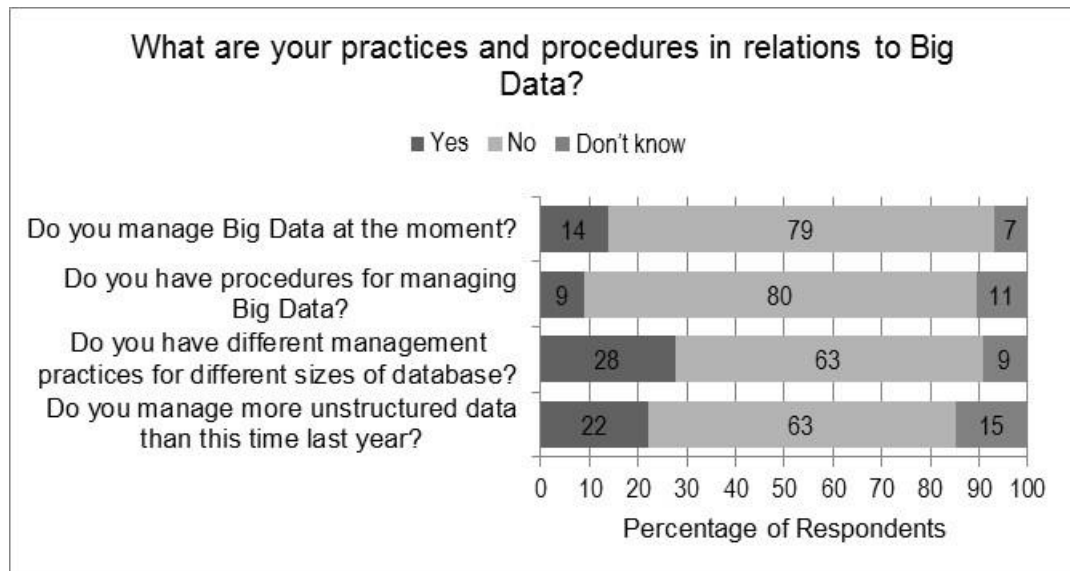 What are your practices and procedures in relations to Big
Data?
Yes No Don't know
Do you manage Big Data at the moment? 14 79 7
Do you have procedures for managing
Big Data? 9 80 11
Do you have different management
practices for different sizes of database? 28 63 9
Do you manage more unstructured data
than this time last year? 22 63 15
0 10 20 30 40 50 60 70 80 90 100
Percentage of Respondents